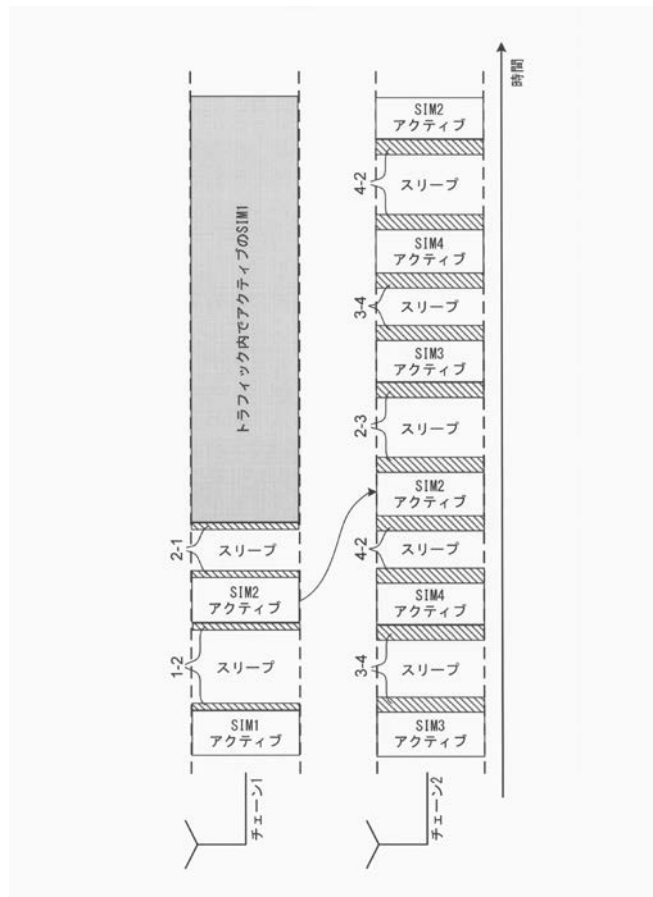 SIM2
アクティブ
4-2
スリープ
SIM4
アクティブ
3-4
スリープ
SIM3
アクティブ
2-3
スリープ
SIM2
アクティブ
4-2
スリープ
SIM4
アクティブ
3-4
スリープ
SIM3
アクティブ
チェーン2
時間
トラフィック内でアクティブのSIM1
2-1
スリープ
SIM2
アクティブ
1-2
スリープ
SIM1
アクティブ
チェーン1